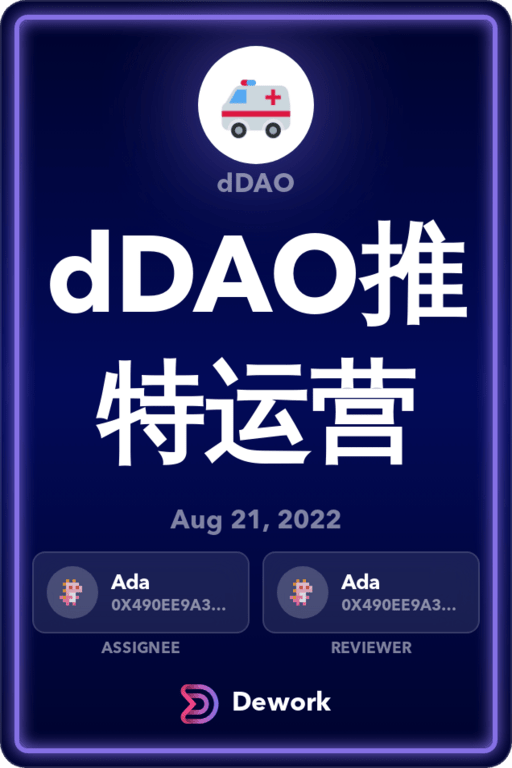 dDAO
dDAO推
特运营
Aug 21, 2022
Ada
0X490EE9A3...
ASSIGNEE
Ada
0X490EE9A3...
REVIEWER
Dework